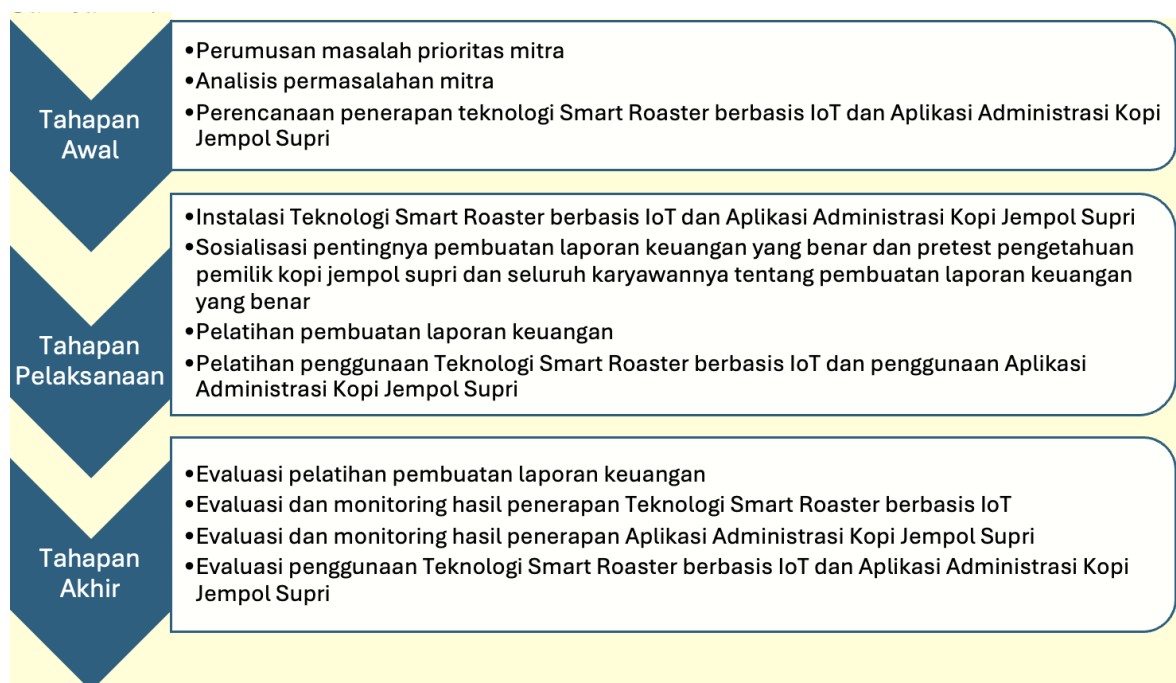 Tahapan
Awal
•Perumusan masalah prioritas mitra
•Analisis permasalahan mitra
•Perencanaan penerapan teknologi Smart Roaster berbasis IoT dan Aplikasi Administrasi Kopi
Jempol Supri
Tahapan
Pelaksanaan
•Instalasi Teknologi Smart Roaster berbasis IoT dan Aplikasi Administrasi Kopi Jempol Supri
•Sosialisasi pentingnya pembuatan laporan keuangan yang benar dan pretest pengetahuan
pemilik kopi jempol supri dan seluruh karyawannya tentang pembuatan laporan keuangan
yang benar
•Pelatihan pembuatan laporan keuangan
•Pelatihan penggunaan Teknologi Smart Roaster berbasis IoT dan penggunaan Aplikasi
Administrasi Kopi Jempol Supri
Tahapan
Akhir
•Evaluasi pelatihan pembuatan laporan keuangan
•Evaluasi dan monitoring hasil penerapan Teknologi Smart Roaster berbasis IoT
•Evaluasi dan monitoring hasil penerapan Aplikasi Administrasi Kopi Jempol Supri
•Evaluasi penggunaan Teknologi Smart Roaster berbasis IoT dan Aplikasi Administrasi Kopi
Jempol Supri